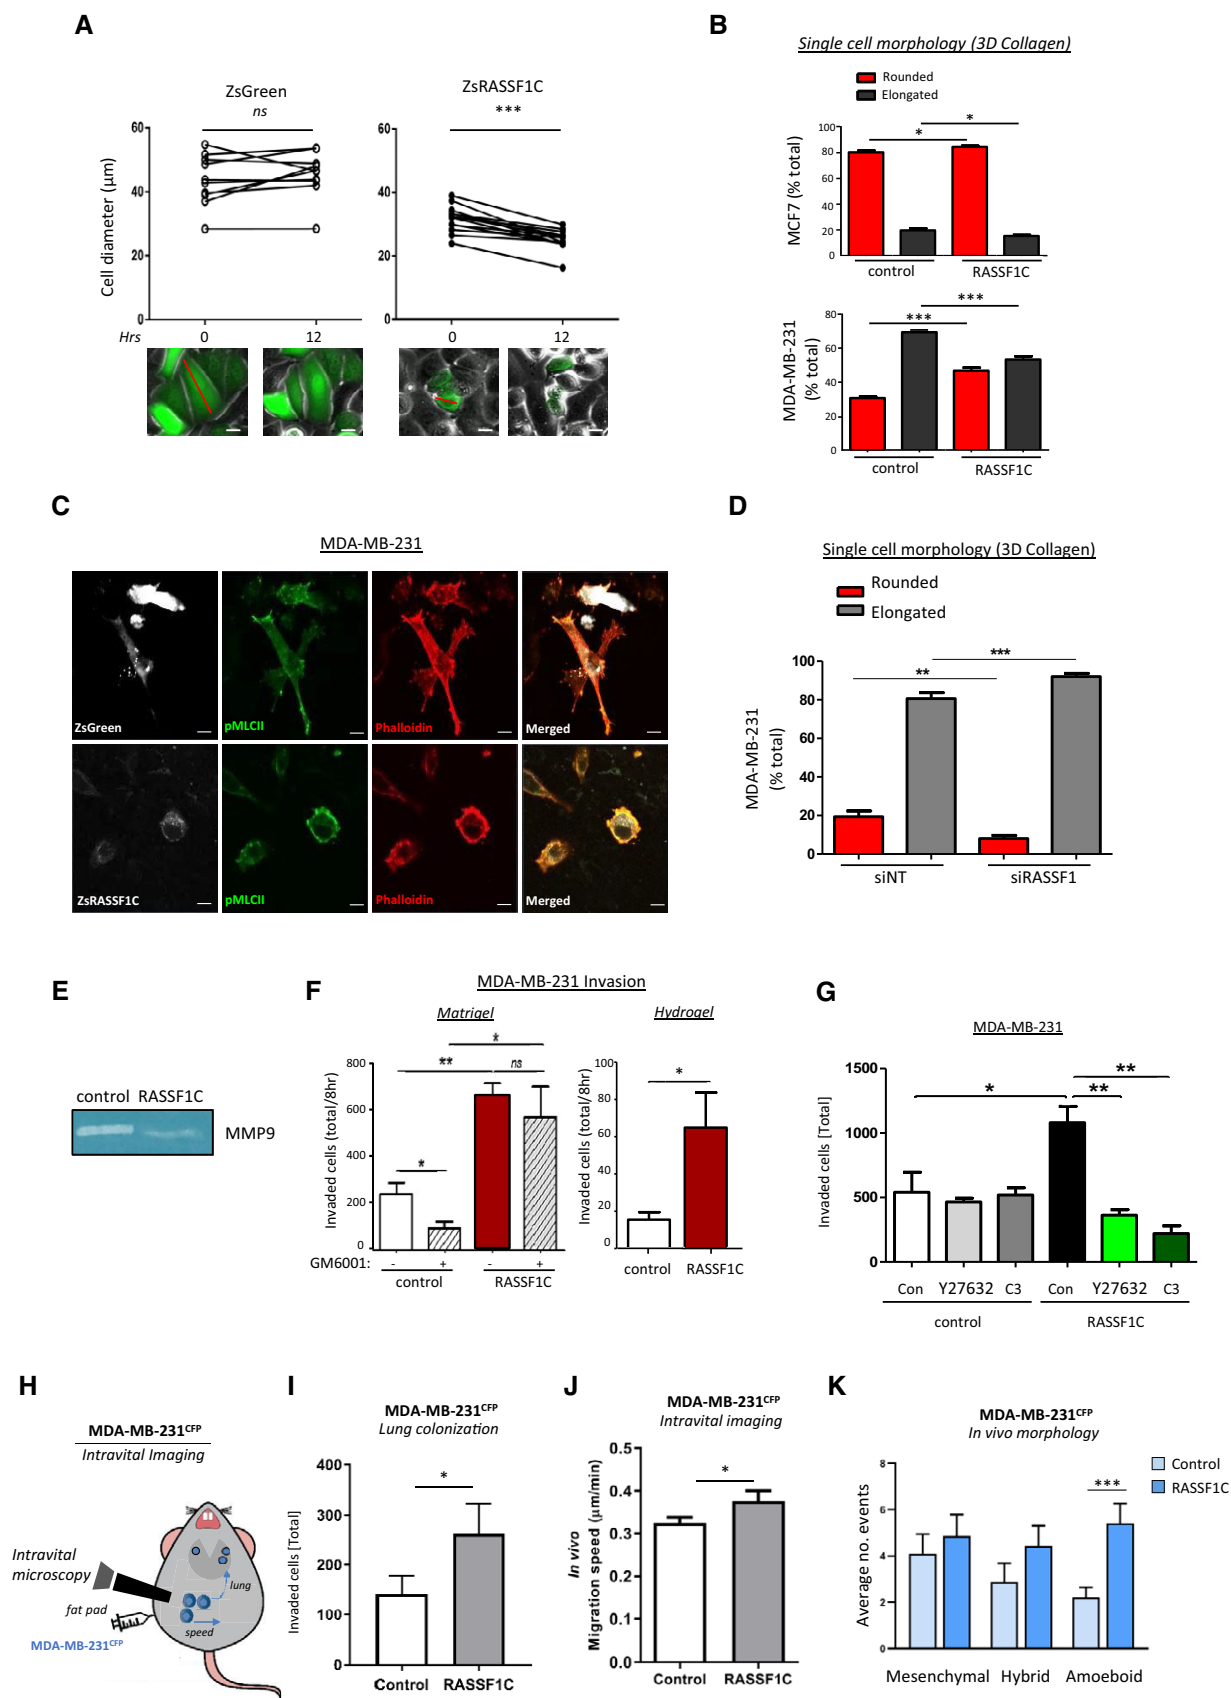 A
ZsGreen
ns
ZsRASSF1C
***
Cell diameter (µm)
60
40
20
0
60
40
20
0
Hrs
0
12
0
12
B
Single cell morphology (3D Collagen)
Rounded
Elongated
MCF7 (% total)
100
80
60
40
20
0
*
*
control
RASSF1C
MDA-MB-231
(% total)
80
60
40
20
0
***
***
control
RASSF1C
C
MDA-MB-231
ZsGreen
pMLCII
Phalloidin
Merged
ZsRASSF1C
pMLCII
Phalloidin
Merged
D
Single cell morphology (3D Collagen)
Rounded
Elongated
MDA-MB-231
(% total)
100
80
60
40
20
0
**
***
siNT
siRASSF1
E
control RASSF1C
MMP9
F
MDA-MB-231 Invasion
Matrigel
Invaded cells (total/8hr)
800
600
400
200
0
*
**
ns
*
GM6001:
-
+
-
+
control
RASSF1C
Hydrogel
Invaded cells (total/8hr)
100
80
60
40
20
0
*
control
RASSF1C
G
MDA-MB-231
Invaded cells [Total]
1500
1000
500
0
*
**
**
Con
Y27632
C3
Con
Y27632
C3
control
RASSF1C
H
MDA-MB-231CFP
Intravital Imaging
Intravital
microscopy
fat pad
MDA-MB-231CFP
lung
speed
I
MDA-MB-231CFP
Lung colonization
Invaded cells [Total]
400
300
200
100
0
*
Control
RASSF1C
J
MDA-MB-231CFP
Intravital imaging
In vivo
Migration speed (µm/min)
0.5
0.4
0.3
0.2
0.1
0.0
*
Control
RASSF1C
K
MDA-MB-231CFP
In vivo morphology
Control
RASSF1C
Average no. events
8
6
4
2
0
***
Mesenchymal
Hybrid
Amoeboid